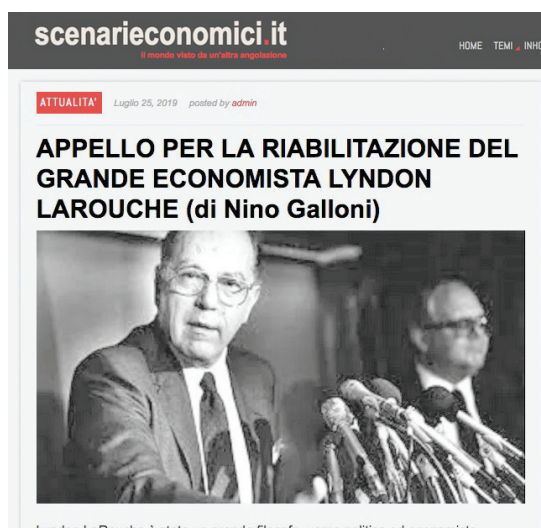 scenarieconomici.it
il mondo visto da un'altra angolazione
HOME TEMI INHO
ATTUALITA' Luglio 25, 2019 posted by admin
APPELLO PER LA RIABILITAZIONE DEL
GRANDE ECONOMISTA LYNDON
LAROUCHE (di Nino Galloni)